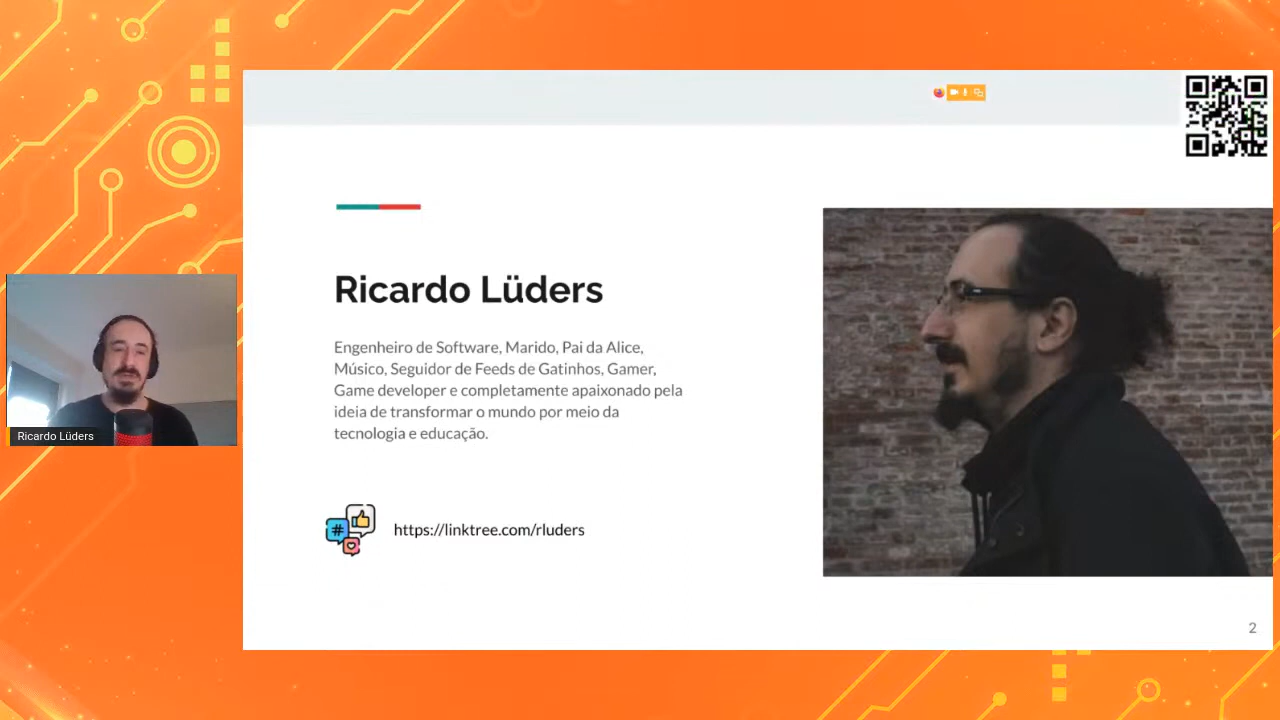 Ricardo Lüders
Engenheiro de Software, Marido, Pai da Alice,
Músico, Seguidor de Feeds de Gatinhos, Gamer,
Game developer e completamente apaixonado pela
ideia de transformar o mundo por meio da
tecnologia e educação.
#
https://linktree.com/rluders
2
Ricardo Lüders